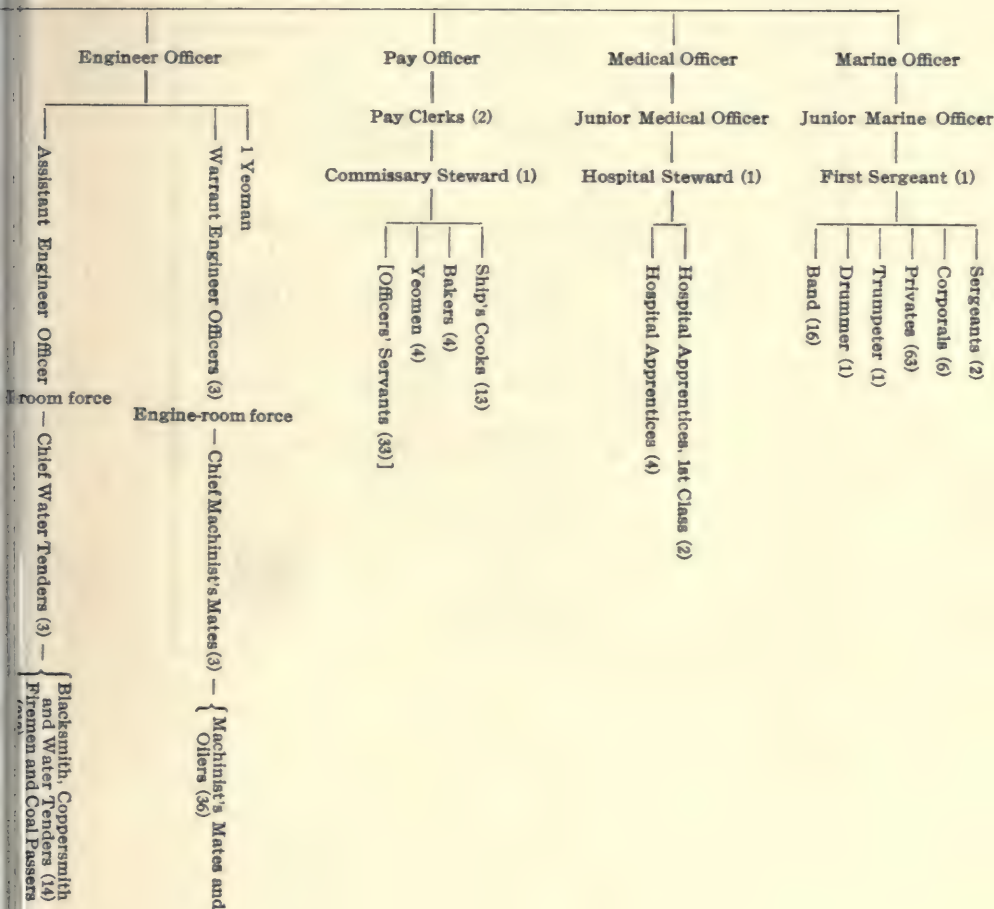 Engineer Officer
Pay Officer
Medical Officer
Marine Officer
Pay Clerks (2)
Junior Medical Officer
Junior Marine Officer
Commissary Steward (1)
Hospital Steward (1)
First Sergeant (1)
1 Yeoman
Warrant Engineer Officers (3)
Engine-room force
— Chief Machinist's Mates (3) —
Machinist's Mates and
Oilers (36)
Assistant Engineer Officer
room force
— Chief Water Tenders (3) —
Blacksmith, Coppersmith
and Water Tenders (14)
Firemen and Coal Passers
Ship's Cooks (13)
Bakers (4)
Yeomen (4)
[Officers' Servants (33)]
Hospital Apprentices, 1st Class (2)
Hospital Apprentices (4)
Sergeants (2)
Corporals (6)
Privates (63)
Trumpeter (1)
Drummer (1)
Band (16)